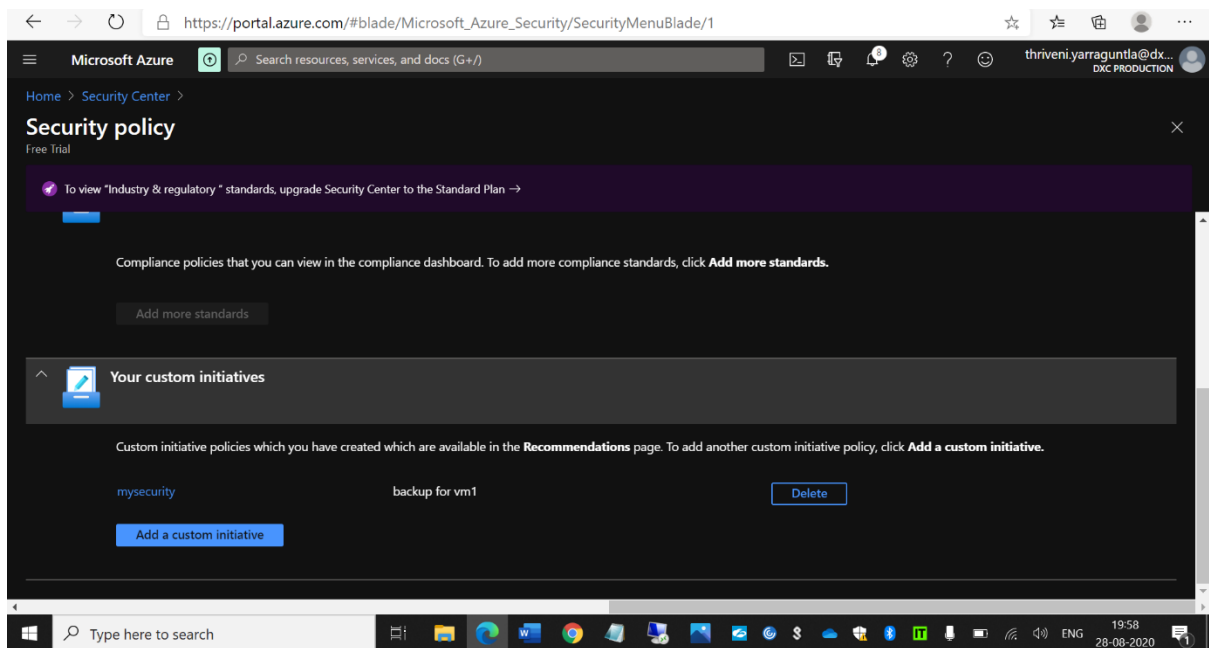 https://portal.azure.com/#blade/Microsoft_Azure_Security/SecurityMenuBlade/1
Microsoft Azure
Search resources, services, and docs (G+/)
8
thriveni.yarraguntla@dx...
DXC PRODUCTION
Home > Security Center >
Security policy
Free Trial
To view "Industry & regulatory " standards, upgrade Security Center to the Standard Plan →
Compliance policies that you can view in the compliance dashboard. To add more compliance standards, click Add more standards.
Add more standards
Your custom initiatives
Custom initiative policies which you have created which are available in the Recommendations page. To add another custom initiative policy, click Add a custom initiative.
mysecurity backup for vm1 Delete
Add a custom initiative
Type here to search
ENG
19:58
28-08-2020
1